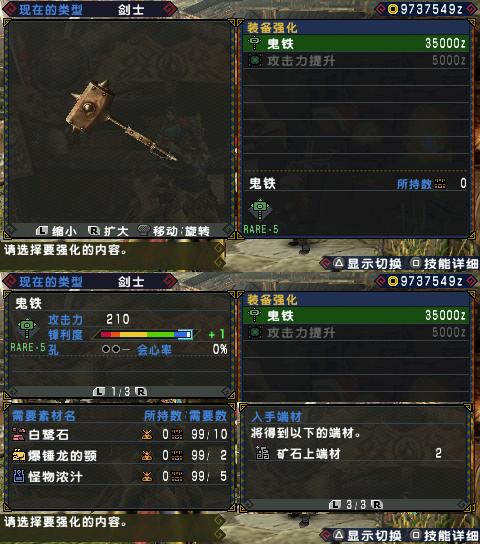 现在的类型 剑士
9737549z
装备强化
鬼铁 35000z
攻击力提升 5000z
鬼铁 所持数 0
RARE-5
L 缩小 R 扩大 移动/旋转
请选择要强化的内容。
△显示切换 □技能详细
现在的类型 剑士
9737549z
鬼铁
攻击力 210
锋利度 +1
RARE-5 孔 ●●— 会心率 0%
L 1/3 R
需要素材名 所持数/需要数
白鹭石 0 99/10
爆锤龙的颚 0 99/ 2
怪物浓汁 0 99/ 5
装备强化
鬼铁 35000z
攻击力提升 5000z
入手端材
将得到以下的端材。
矿石上端材 2
L 3/3 R
请选择要强化的内容。
△显示切换 □技能详细